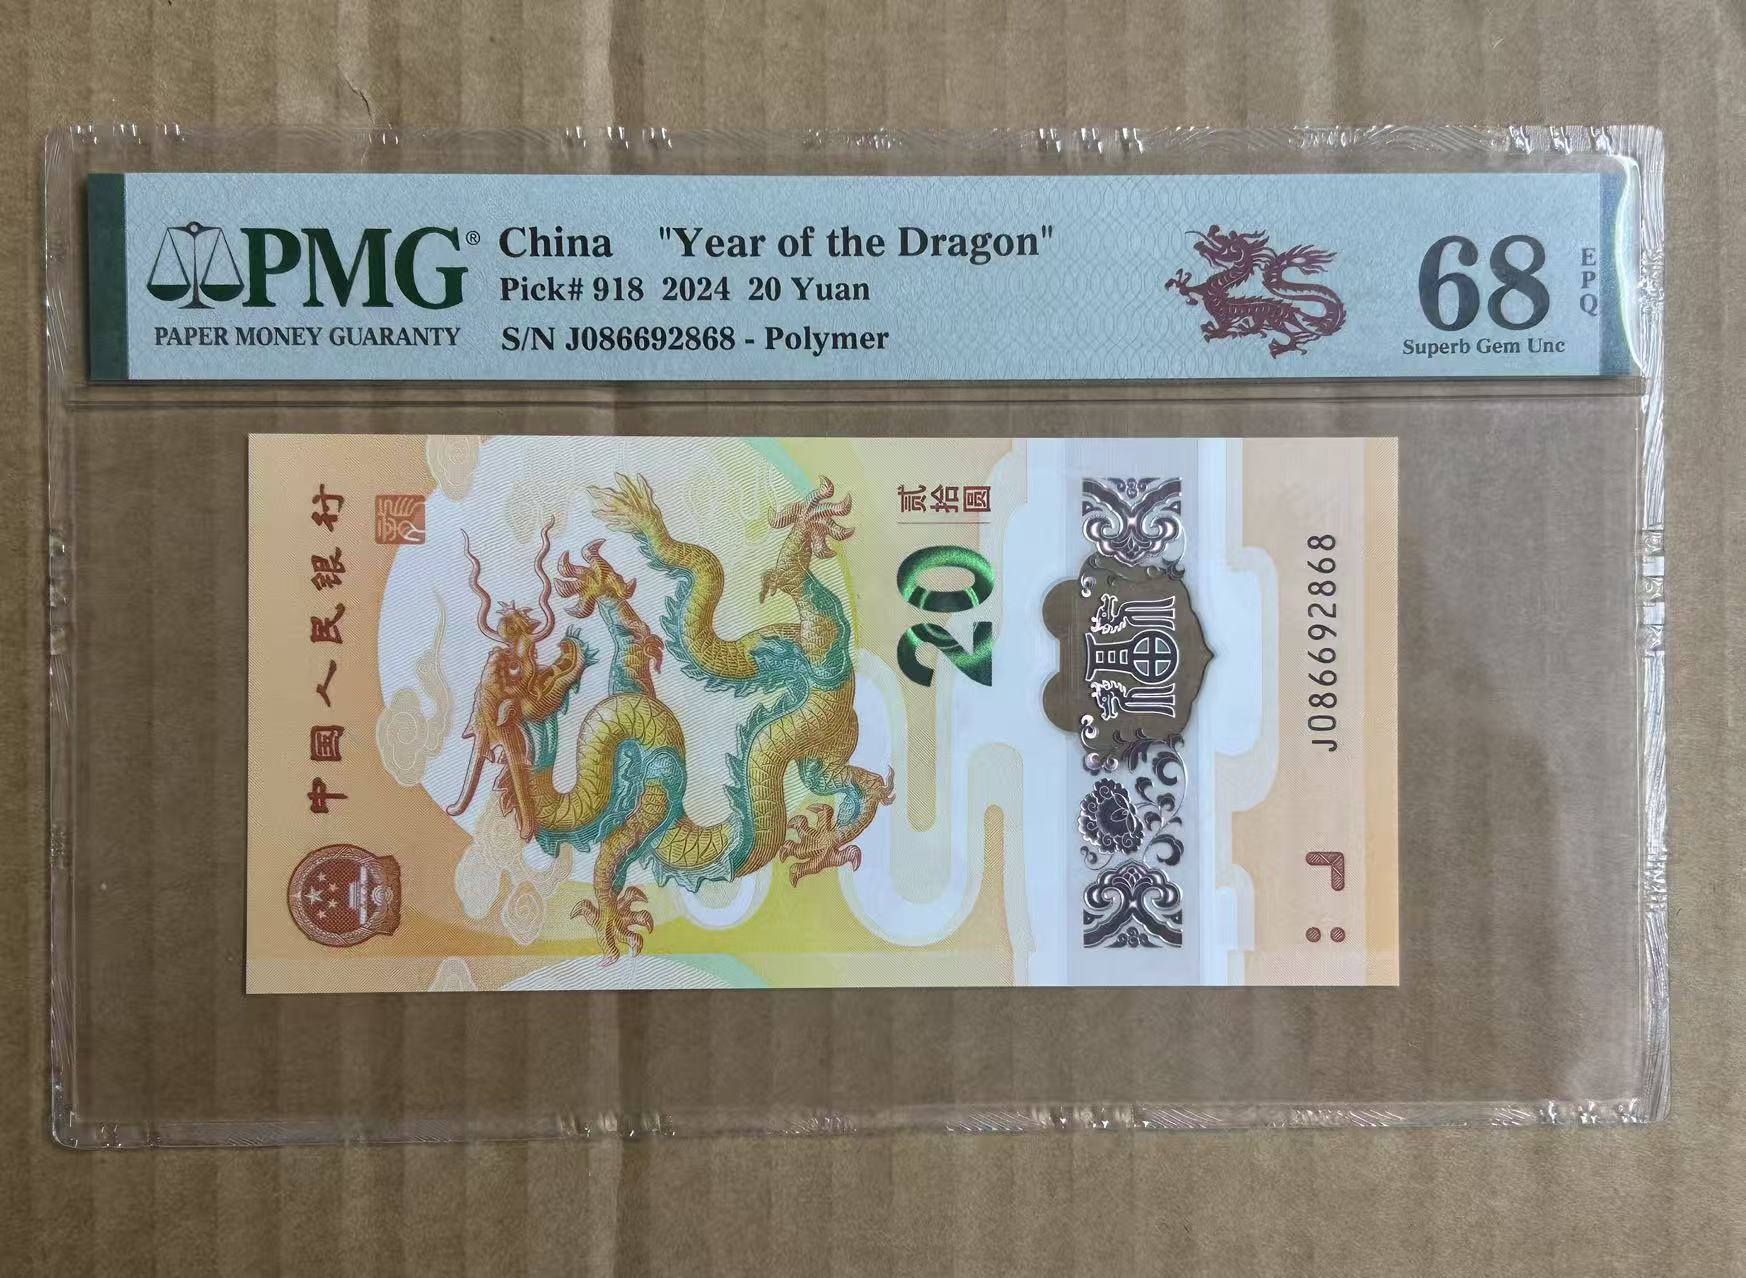 PMG® China "Year of the Dragon"
Pick# 918 2024 20 Yuan
PAPER MONEY GUARANTY
S/N J086692868 - Polymer
68
EPQ
Superb Gem Unc
中国人民银行
贰拾圆
20
J086692868